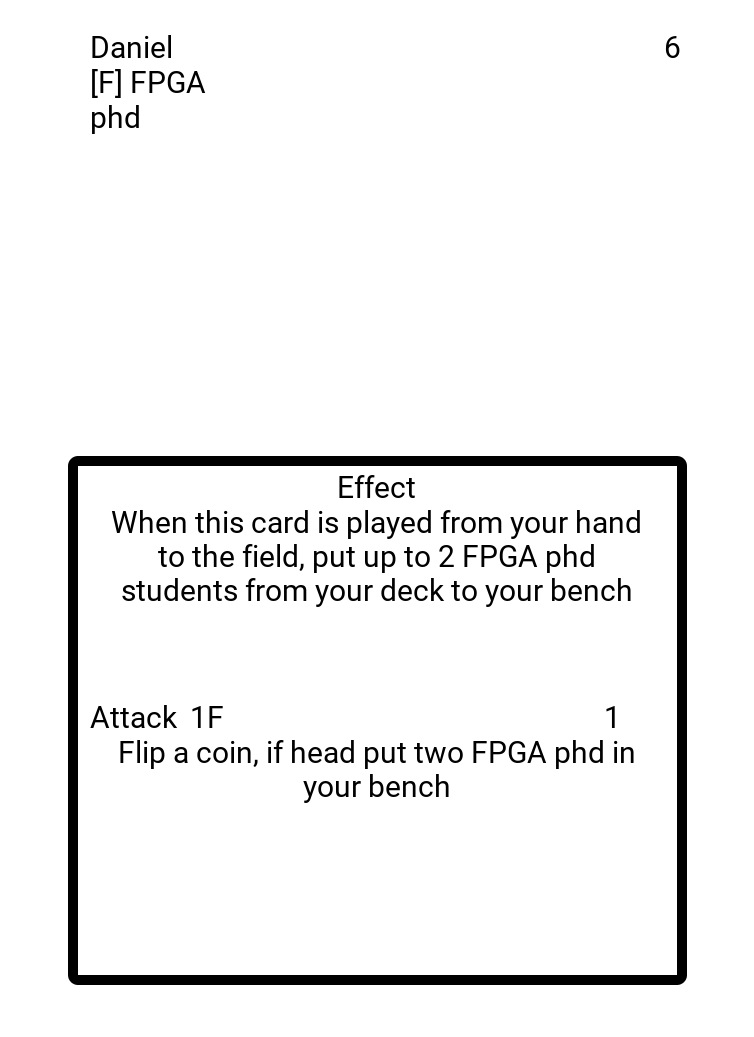 Daniel 6
[F] FPGA
phd
Effect
When this card is played from your hand
to the field, put up to 2 FPGA phd
students from your deck to your bench
Attack 1F 1
Flip a coin, if head put two FPGA phd in
your bench